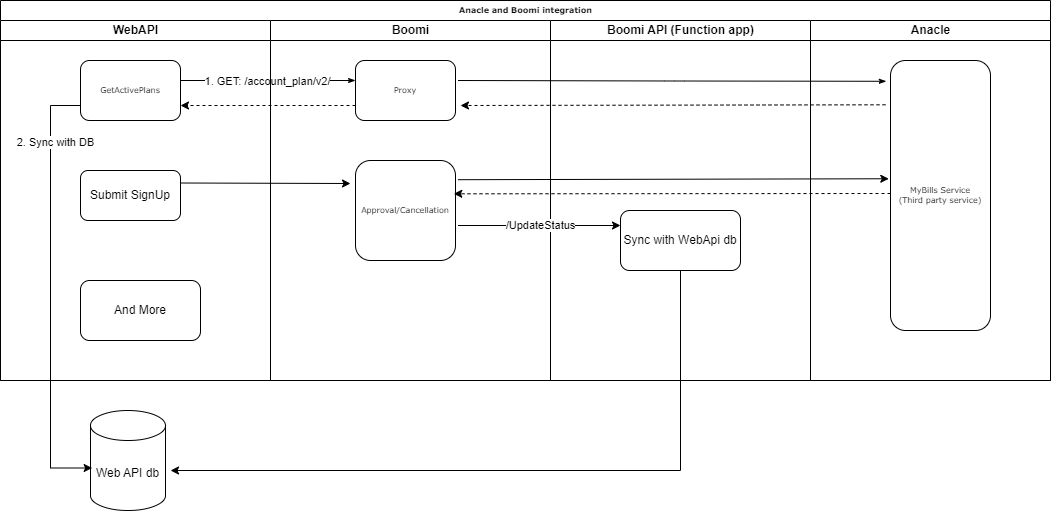 Anacle and Boomi integration
WebAPI
Boomi
Boomi API (Function app)
Anacle
GetActivePlans
1. GET: /account_plan/v2/
Proxy
2. Sync with DB
Submit SignUp
Approval/Cancellation
MyBills Service
(Third party service)
/UpdateStatus
Sync with WebApi db
And More
Web API db